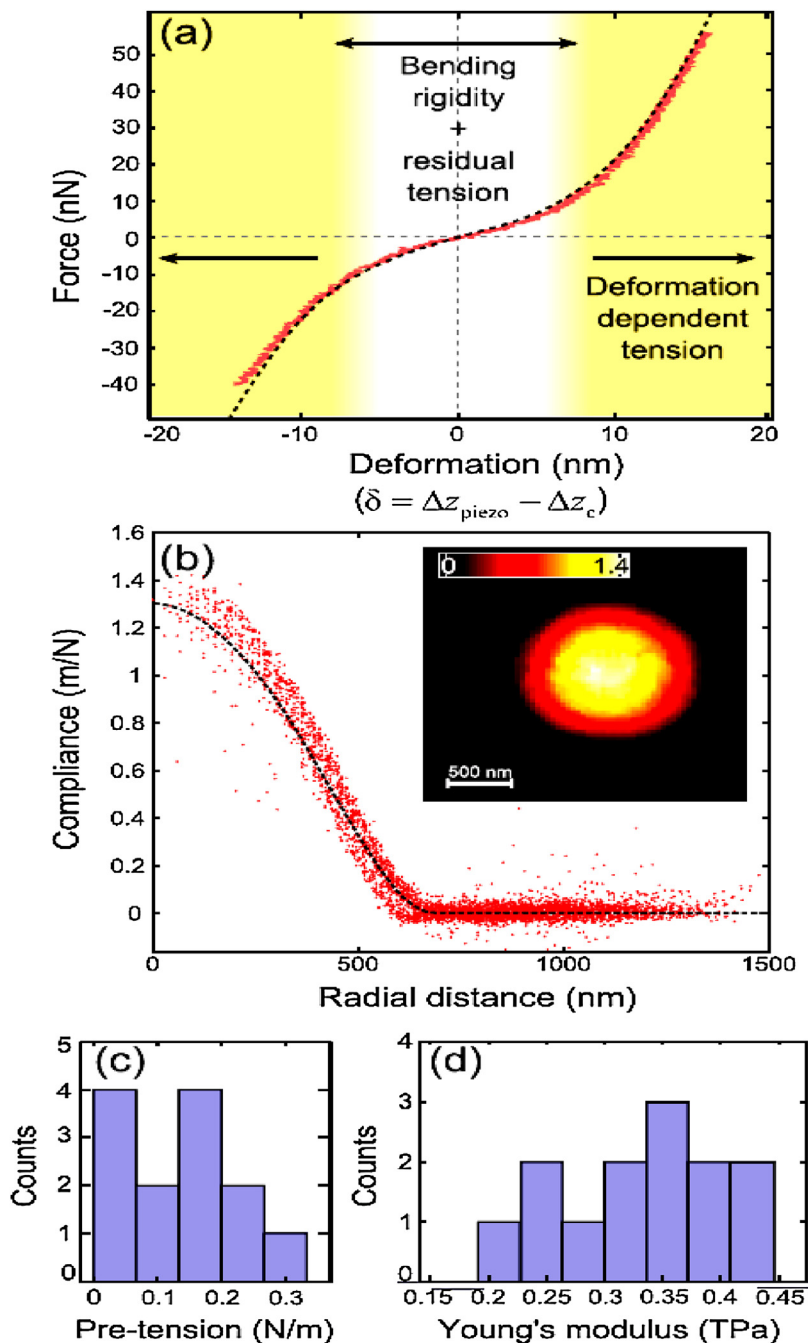 (a)
Bending
rigidity
+
residual
tension
Deformation
dependent
tension
Force (nN)
50
40
30
20
10
0
-10
-20
-30
-40
-20 -10 0 10 20
Deformation (nm)
(δ = Δz_piezo − Δz_c)
(b)
0 1.4
500 nm
Compliance (m/N)
1.6
1.4
1.2
1
0.8
0.6
0.4
0.2
0
0 500 1000 1500
Radial distance (nm)
(c)
Counts
5
4
3
2
1
0
0 0.1 0.2 0.3
Pre-tension (N/m)
(d)
Counts
4
3
2
1
0
0.15 0.2 0.25 0.3 0.35 0.4 0.45
Young's modulus (TPa)